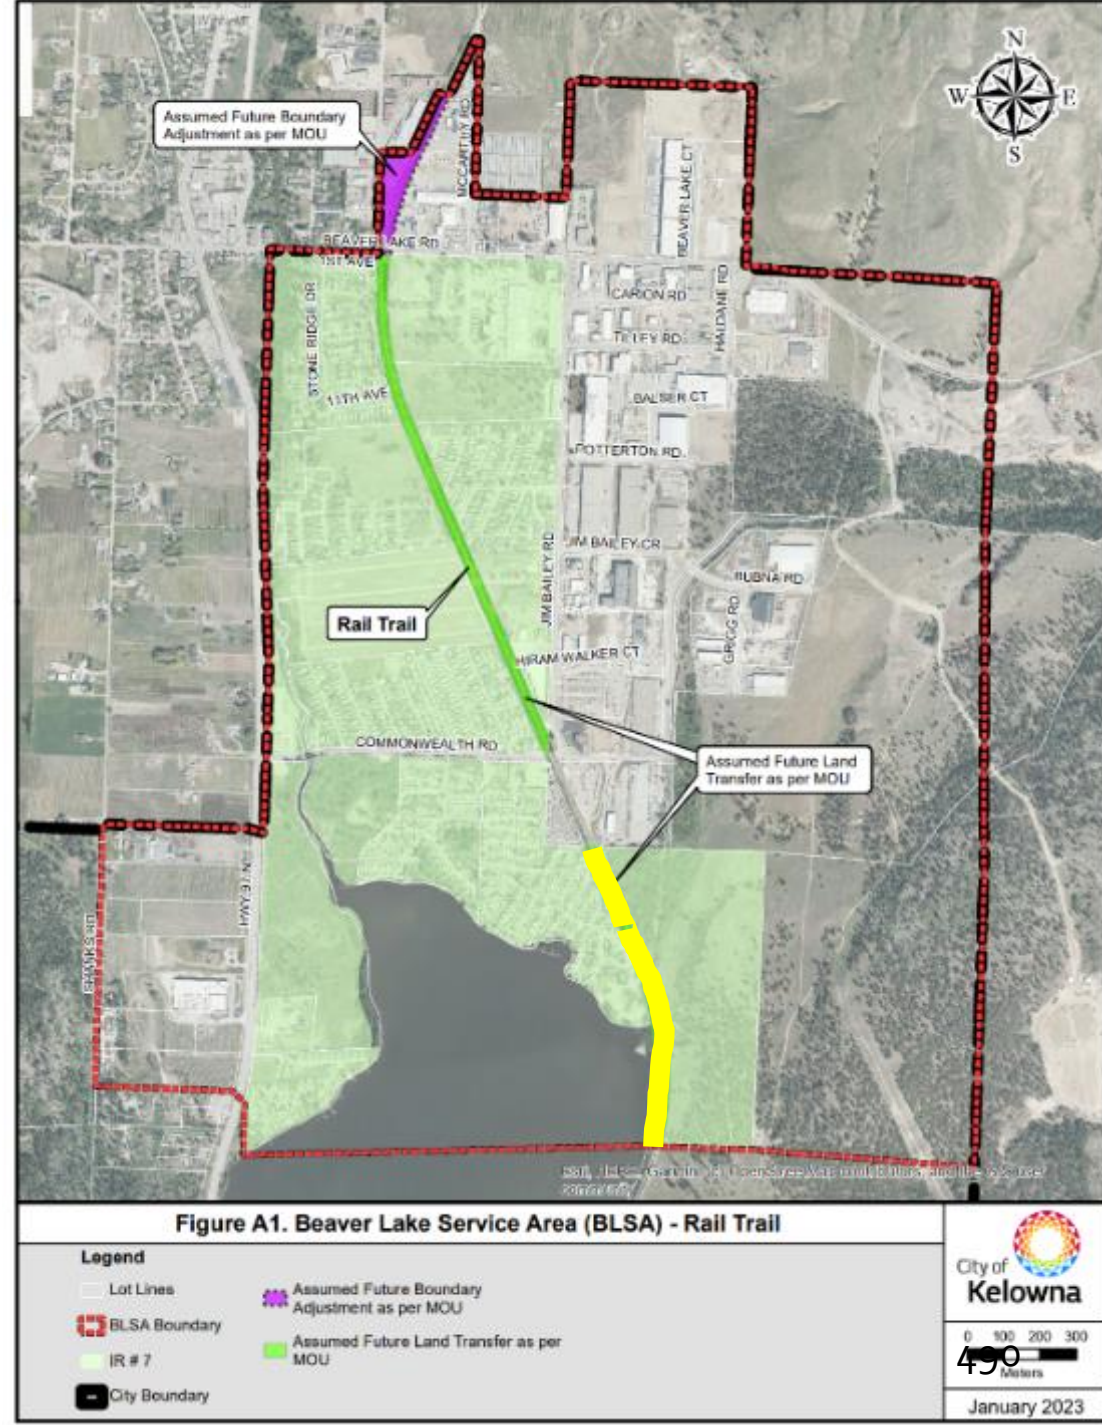 N
W E
S
Assumed Future Boundary
Adjustment as per MOU
MCCARTHY RD
BEAVER LAKE CT
BEAVER LAKE RD
1ST AVE
STONE RIDGE DR
CARION RD
HALDANE RD
TILLEY RD
11TH AVE
BALSER CT
POTTERTON RD
JIM BAILEY RD
JIM BAILEY CR
BUBNA RD
GRIGG RD
Rail Trail
HIRAM WALKER CT
COMMONWEALTH RD
Assumed Future Land
Transfer as per MOU
HWY 97 N
SHANKS RD
community
Figure A1. Beaver Lake Service Area (BLSA) - Rail Trail
Legend
Lot Lines
BLSA Boundary
IR # 7
City Boundary
Assumed Future Boundary
Adjustment as per MOU
Assumed Future Land Transfer as per
MOU
City of
Kelowna
0 100 200 300
490
Meters
January 2023